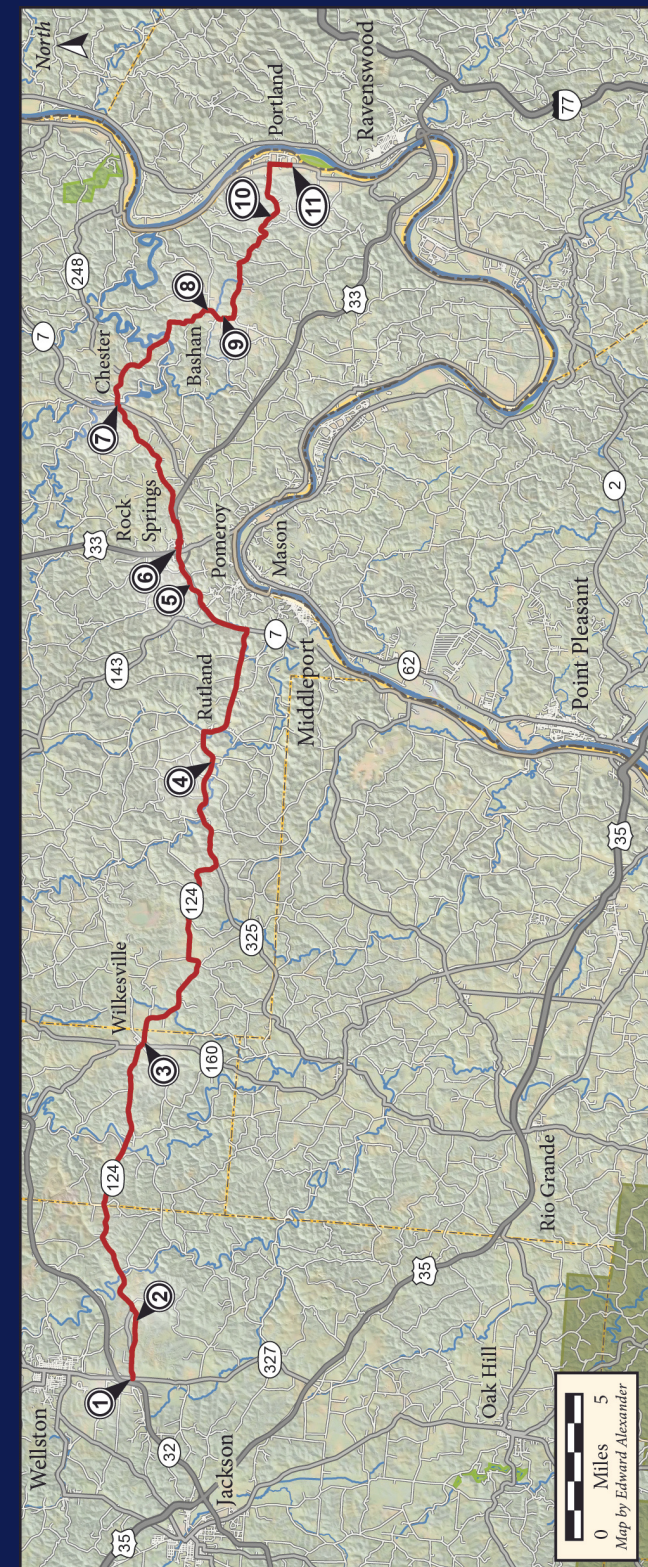 North
Wellston
1
2
32
327
Jackson
35
35
Oak Hill
0 Miles 5
Map by Edward Alexander
124
Wilkesville
3
160
Rio Grande
124
325
35
4
Rutland
143
Middleport
7
5
6
Rock
Springs
33
Pomeroy
Mason
62
Point Pleasant
2
7
Chester
7
248
Bashan
8
9
33
10
11
Portland
Ravenswood
77